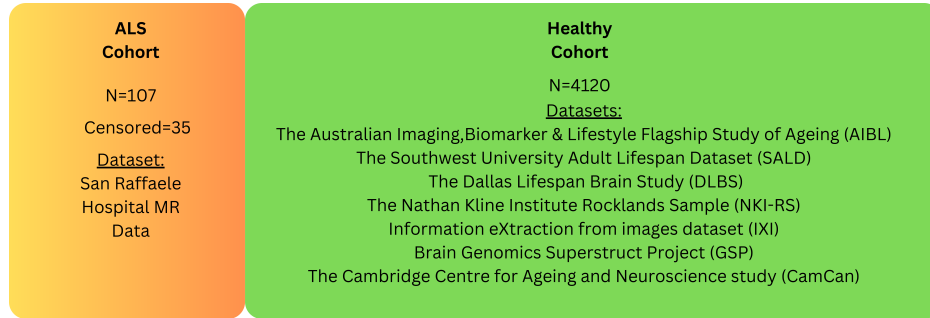 ALS
Cohort
N=107
Censored=35
Dataset:
San Raffaele
Hospital MR
Data
Healthy
Cohort
N=4120
Datasets:
The Australian Imaging,Biomarker & Lifestyle Flagship Study of Ageing (AIBL)
The Southwest University Adult Lifespan Dataset (SALD)
The Dallas Lifespan Brain Study (DLBS)
The Nathan Kline Institute Rocklands Sample (NKI-RS)
Information eXtraction from images dataset (IXI)
Brain Genomics Superstruct Project (GSP)
The Cambridge Centre for Ageing and Neuroscience study (CamCan)